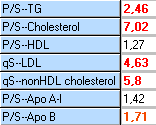 P/S--TG 2,46
P/S--Cholesterol 7,02
P/S--HDL 1,27
qS--LDL 4,63
qS--nonHDL cholesterol 5,8
P/S--Apo A-I 1,42
P/S--Apo B 1,71